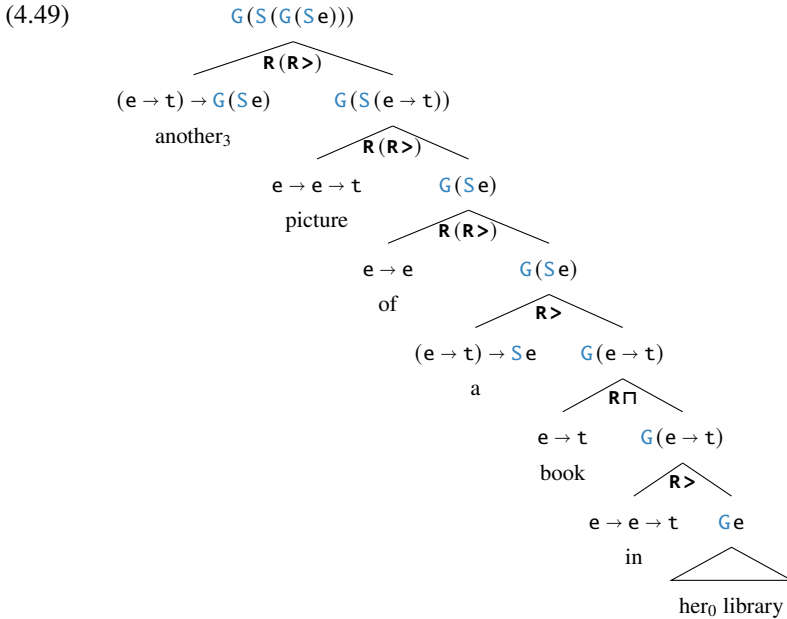 (4.49) G(S(G(Se)))
R(R>)
(e → t) → G(Se) G(S(e → t))
another₃ R(R>)
e → e → t G(Se)
picture R(R>)
e → e G(Se)
of R>
(e → t) → Se G(e → t)
a R⊓
e → t G(e → t)
book R>
e → e → t Ge
in
her₀ library